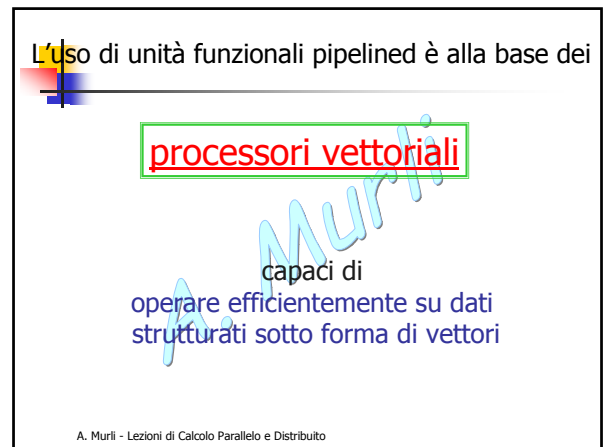 L'uso di unità funzionali pipelined è alla base dei
processori vettoriali
A. Murli
capaci di
operare efficientemente su dati
strutturati sotto forma di vettori
A. Murli - Lezioni di Calcolo Parallelo e Distribuito